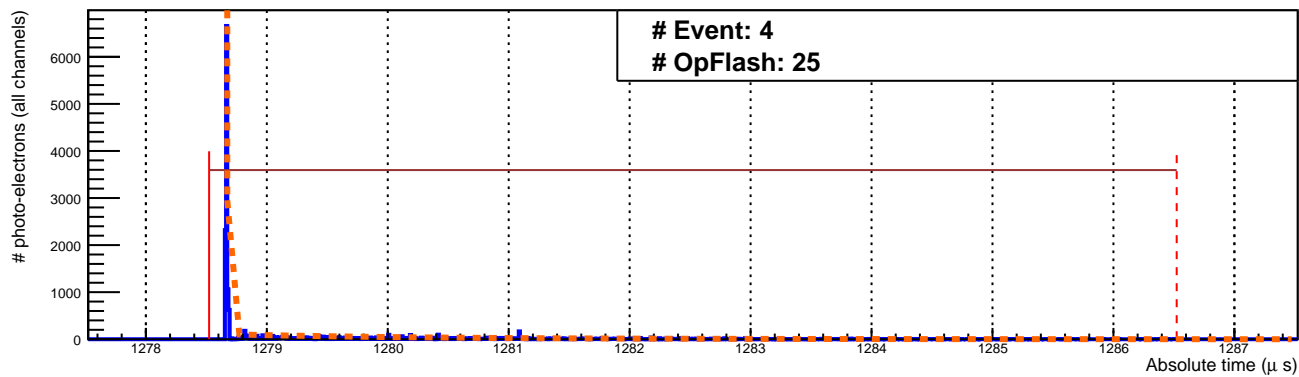 # Event: 4
# OpFlash: 25
# photo-electrons (all channels)
6000
5000
4000
3000
2000
1000
0
1278 1279 1280 1281 1282 1283 1284 1285 1286 1287
Absolute time (μ s)